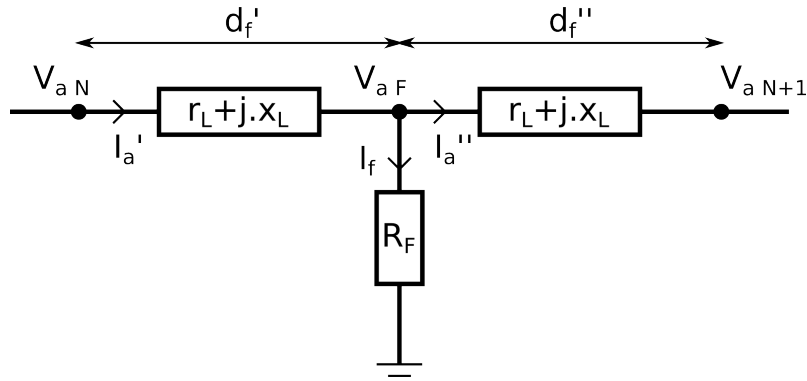 df' df''
Va N Va F Va N+1
rL+j.xL rL+j.xL
Ia' If Ia''
RF